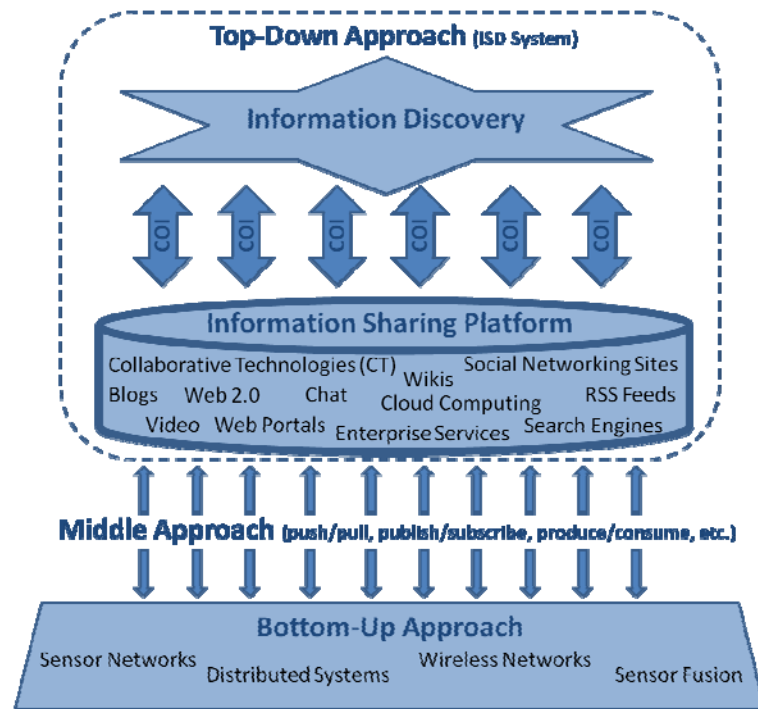 Top-Down Approach (ISD System)
Information Discovery
COI COI COI COI COI COI
Information Sharing Platform
Collaborative Technologies (CT) Wikis Social Networking Sites
Blogs Web 2.0 Chat Cloud Computing RSS Feeds
Video Web Portals Enterprise Services Search Engines
Middle Approach (push/pull, publish/subscribe, produce/consume, etc.)
Bottom-Up Approach
Sensor Networks Distributed Systems Wireless Networks Sensor Fusion